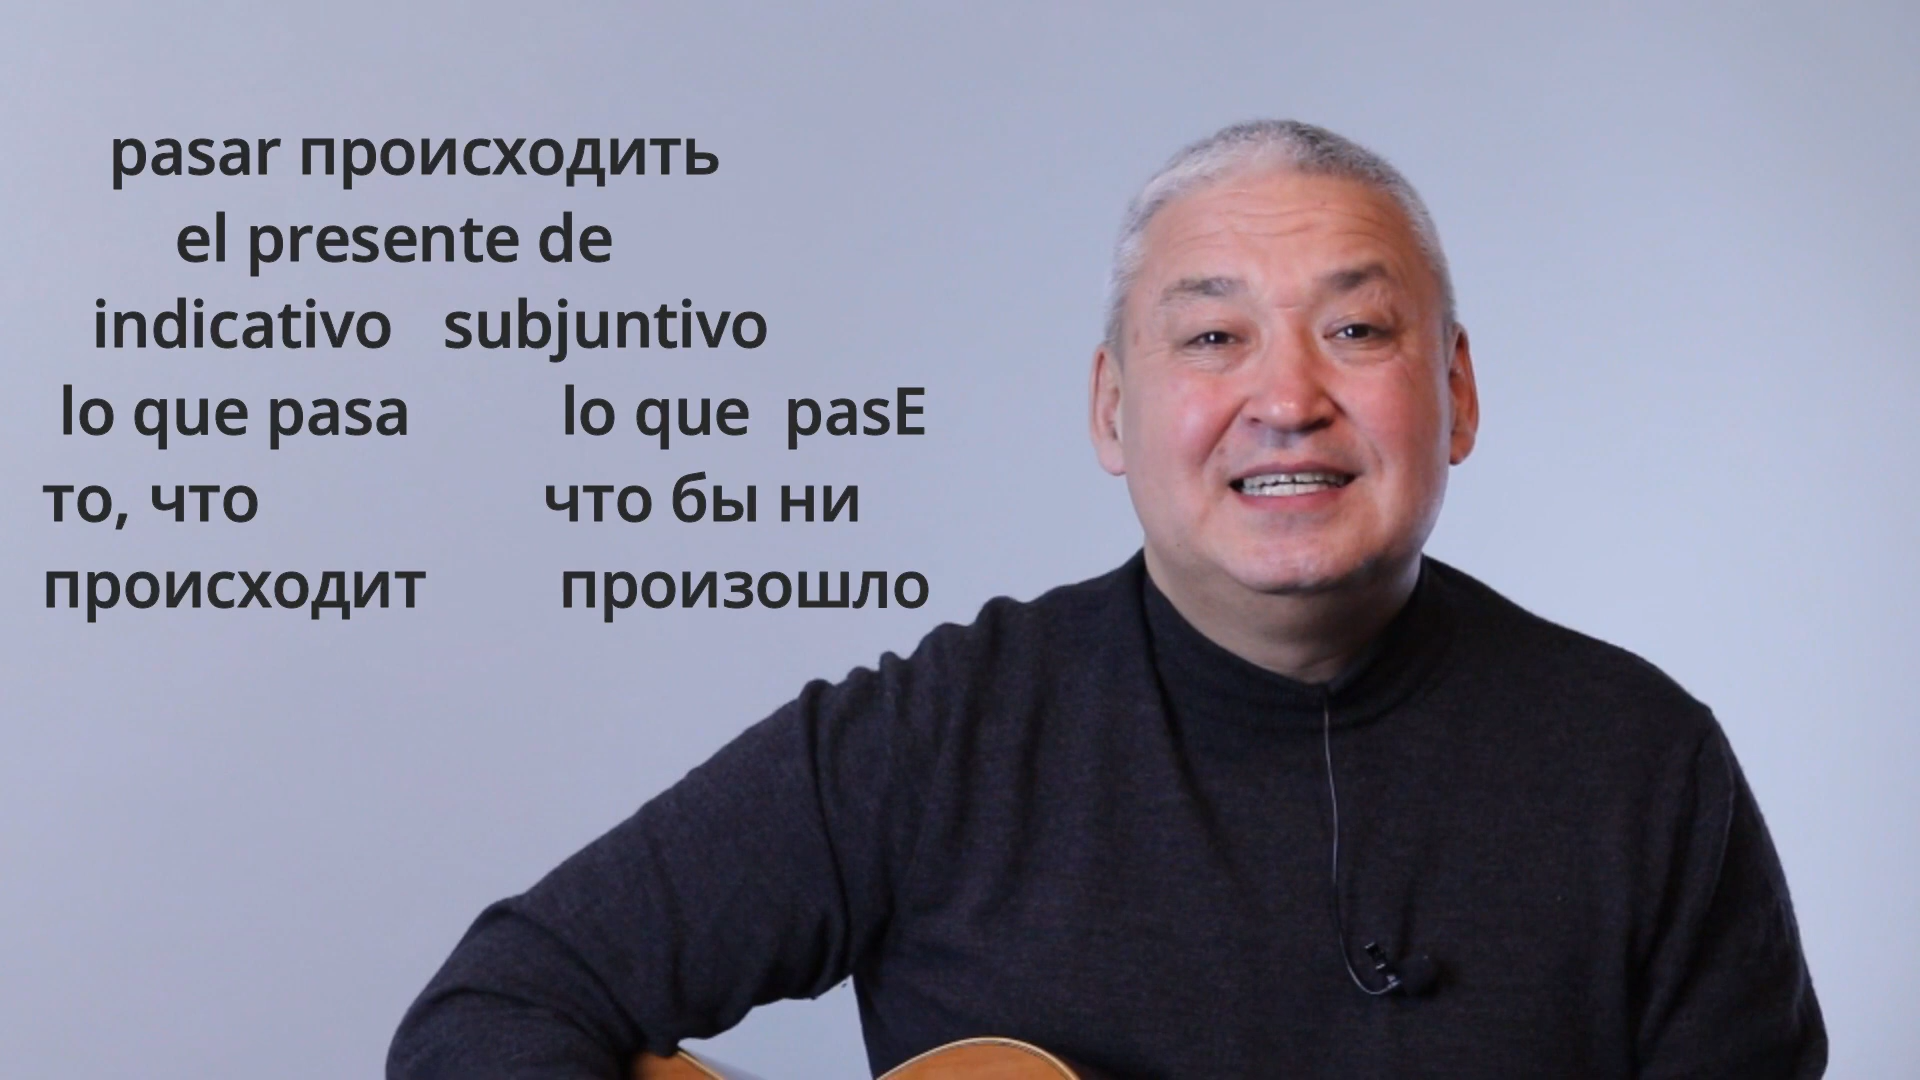 pasar происходить
el presente de
indicativo subjuntivo
lo que pasa lo que pasE
то, что что бы ни
происходит произошло